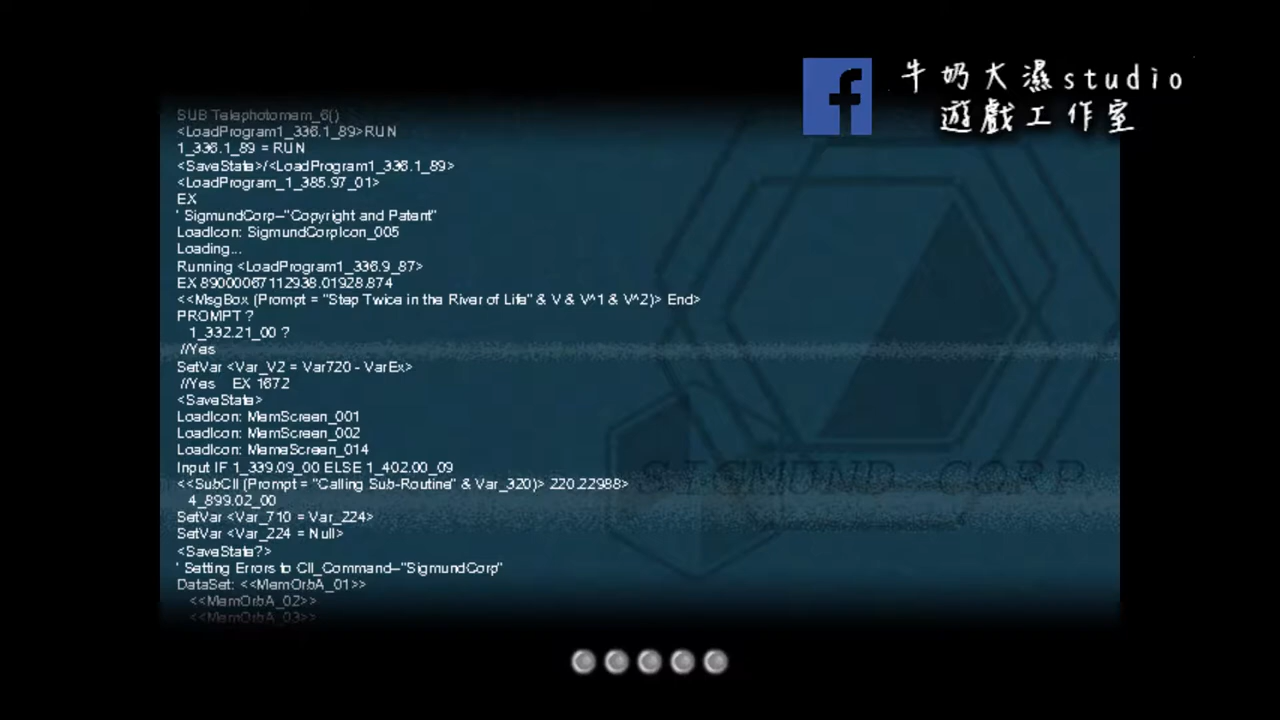 牛奶大濕studio
遊戲工作室
SUB Telephotomem_6()
<LoadProgram1_336.1_89>RUN
1_336.1_89 = RUN
<SaveState>/<LoadProgram1_336.1_89>
<LoadProgram_1_385.97_01>
EX
' SigmundCorp--"Copyright and Patent"
LoadIcon: SigmundCorpIcon_005
Loading...
Running <LoadProgram1_336.9_87>
EX 89000067112938.01928.874
<<MsgBox (Prompt = "Step Twice in the River of Life" & V & V^1 & V^2)> End>
PROMPT ?
1_332.21_00 ?
//Yes
SetVar <Var_V2 = Var720 - VarEx>
//Yes EX 1672
<SaveState>
LoadIcon: MemScreen_001
LoadIcon: MemScreen_002
LoadIcon: MemeScreen_014
Input IF 1_339.09_00 ELSE 1_402.00_09
<<SubCll (Prompt = "Calling Sub-Routine" & Var_320)> 220.22988>
4_899.02_00
SetVar <Var_710 = Var_224>
SetVar <Var_224 = Null>
<SaveState?>
' Setting Errors to Cll_Command--"SigmundCorp"
DataSet: <<MemOrbA_01>>
<<MemOrbA_02>>
<<MemOrbA_03>>
SIGMUND CORP